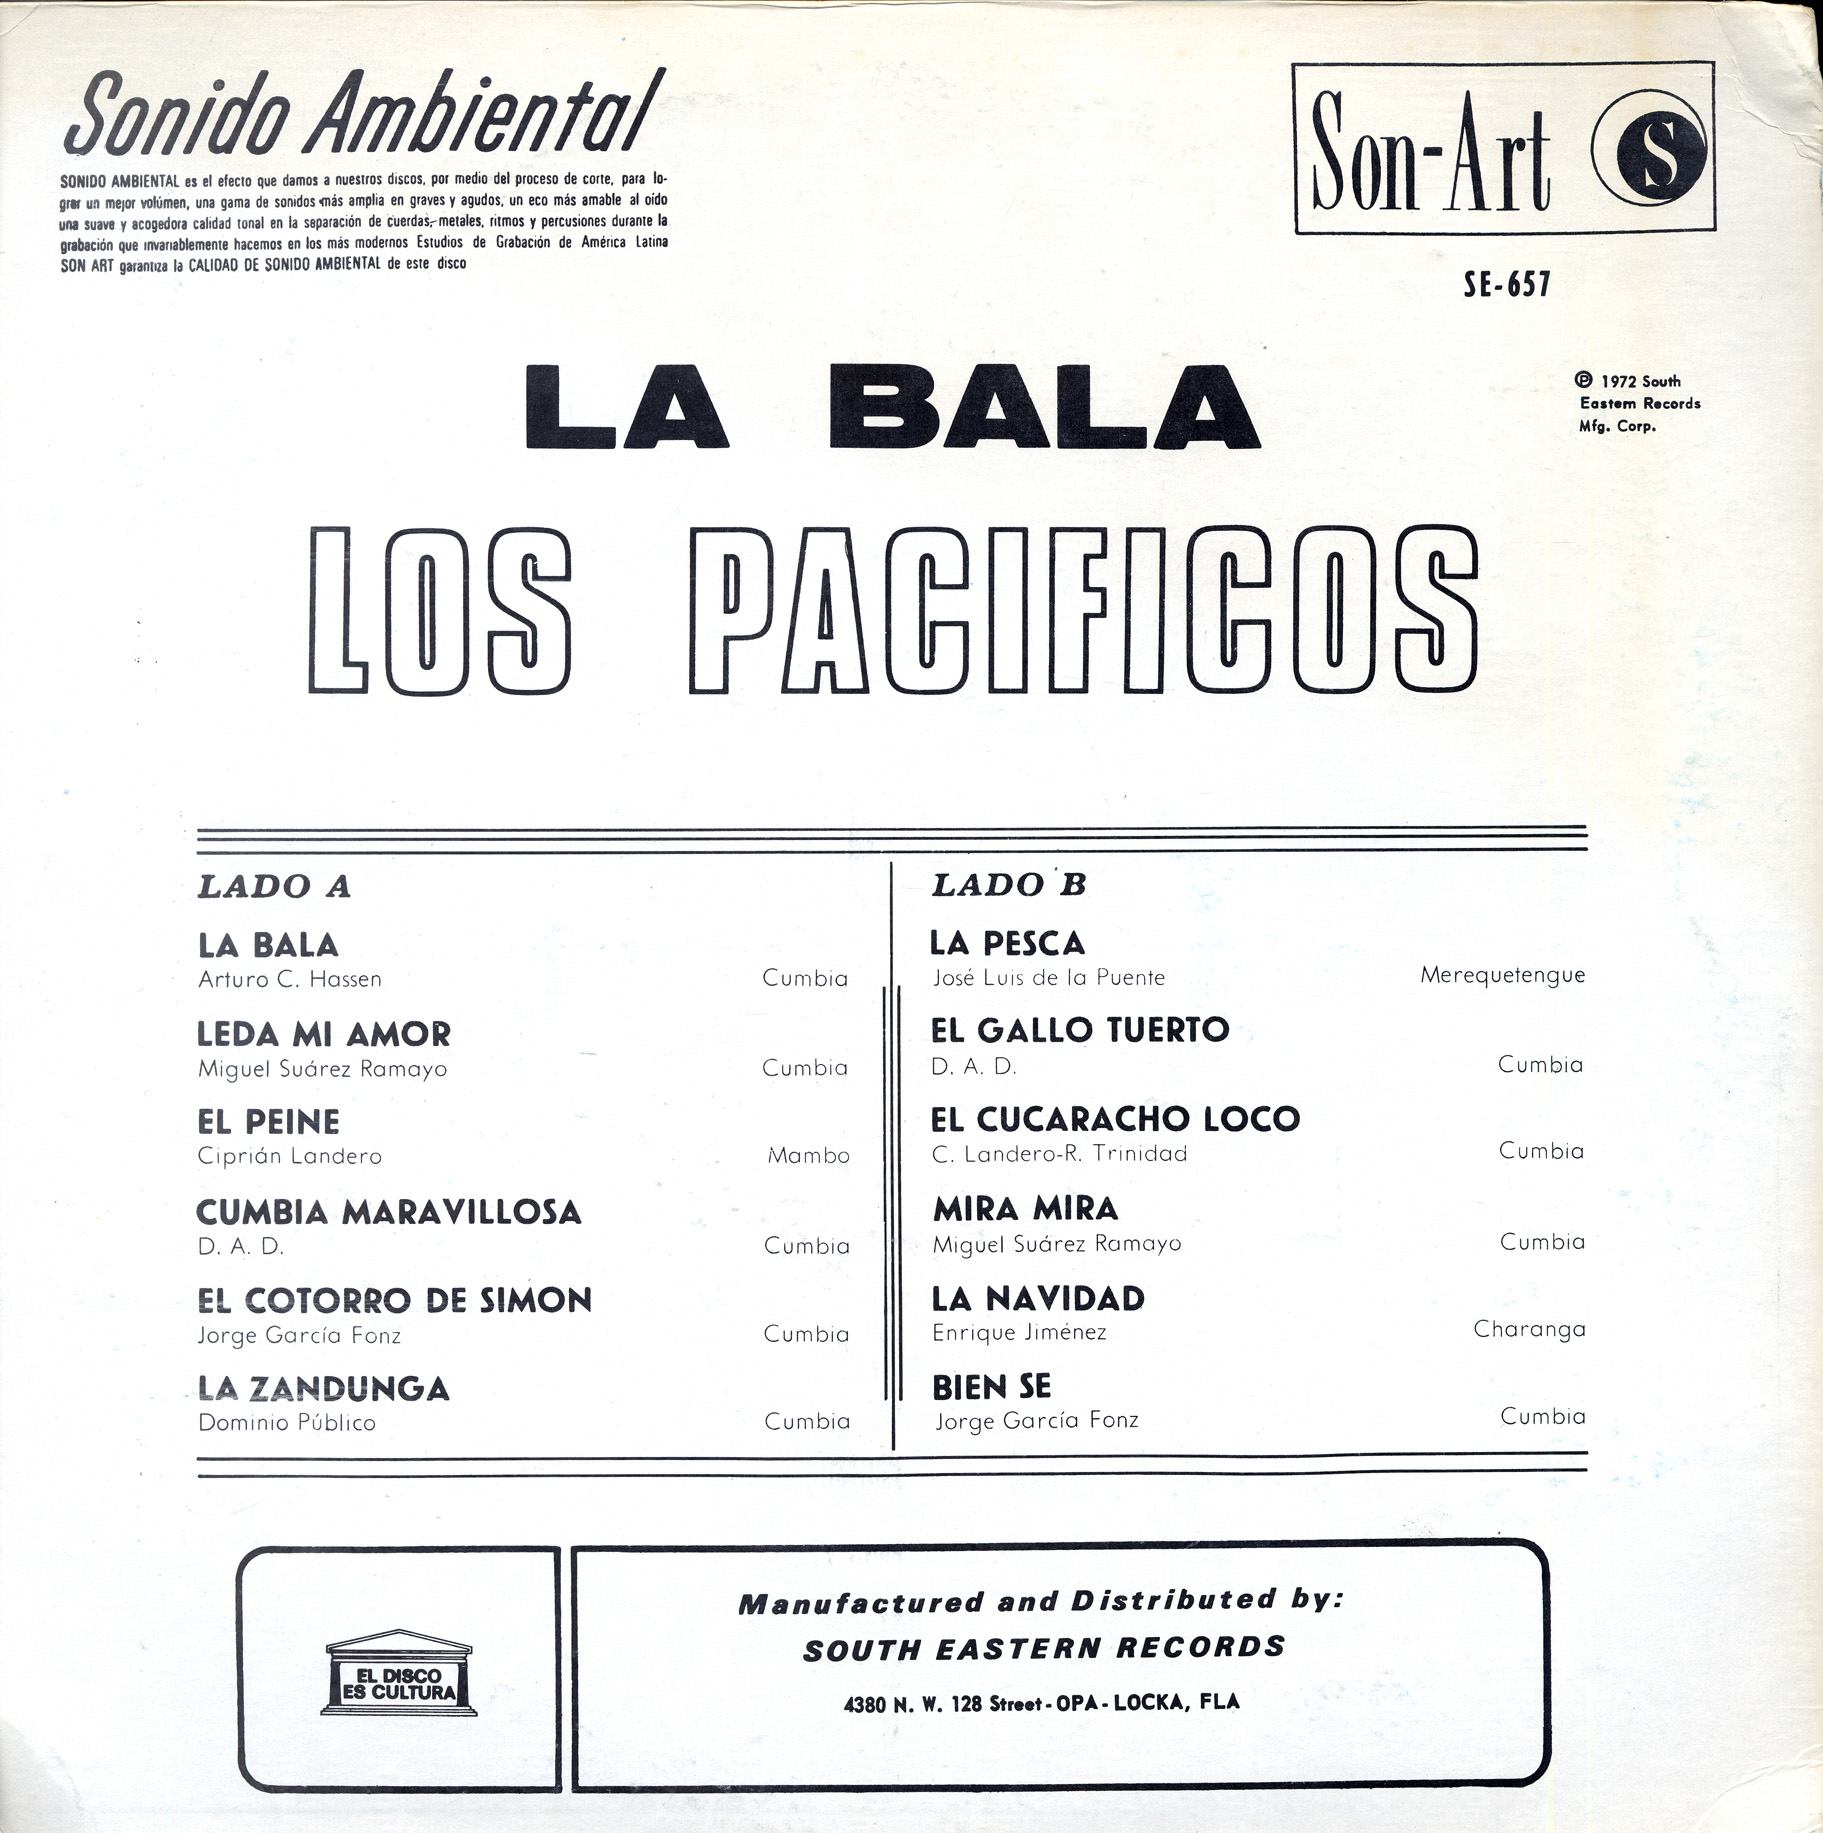 Sonido Ambiental
SONIDO AMBIENTAL es el efecto que damos a nuestros discos, por medio del proceso de corte, para lo-
grar un mejor volúmen, una gama de sonidos más amplia en graves y agudos, un eco más amable al oído
una suave y acogedora calidad tonal en la separación de cuerdas, metales, ritmos y percusiones durante la
grabación que invariablemente hacemos en los más modernos Estudios de Grabación de América Latina
SON ART garantiza la CALIDAD DE SONIDO AMBIENTAL de este disco
Son-Art S
SE-657
℗ 1972 South
Eastern Records
Mfg. Corp.
LA BALA
LOS PACIFICOS
LADO A
LA BALA
Arturo C. Hassen Cumbia
LEDA MI AMOR
Miguel Suárez Ramayo Cumbia
EL PEINE
Ciprián Landero Mambo
CUMBIA MARAVILLOSA
D. A. D. Cumbia
EL COTORRO DE SIMON
Jorge García Fonz Cumbia
LA ZANDUNGA
Dominio Público Cumbia
LADO B
LA PESCA
José Luis de la Puente Merequetengue
EL GALLO TUERTO
D. A. D. Cumbia
EL CUCARACHO LOCO
C. Landero-R. Trinidad Cumbia
MIRA MIRA
Miguel Suárez Ramayo Cumbia
LA NAVIDAD
Enrique Jiménez Charanga
BIEN SE
Jorge García Fonz Cumbia
EL DISCO
ES CULTURA
Manufactured and Distributed by:
SOUTH EASTERN RECORDS
4380 N. W. 128 Street - OPA - LOCKA, FLA